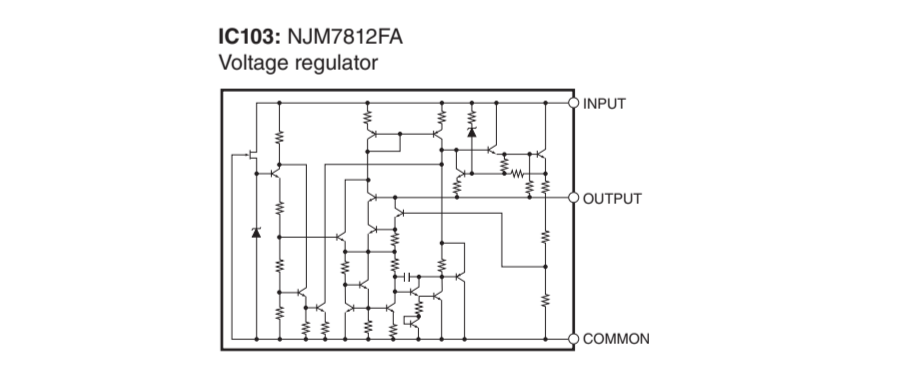 IC103: NJM7812FA
Voltage regulator
INPUT
OUTPUT
COMMON